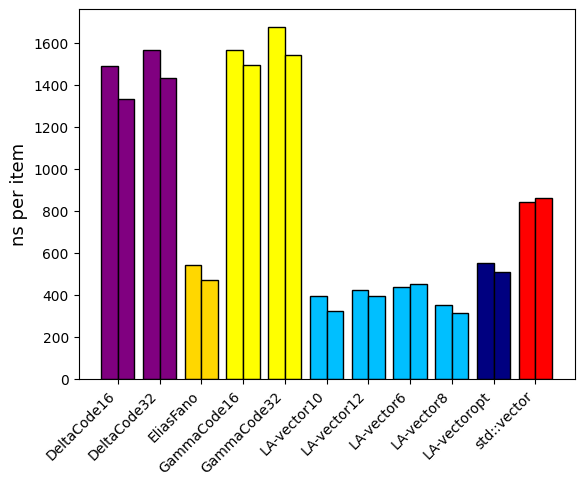 ns per item
1600
1400
1200
1000
800
600
400
200
0
DeltaCode16
DeltaCode32
EliasFano
GammaCode16
GammaCode32
LA-vector10
LA-vector12
LA-vector6
LA-vector8
LA-vectoropt
std::vector